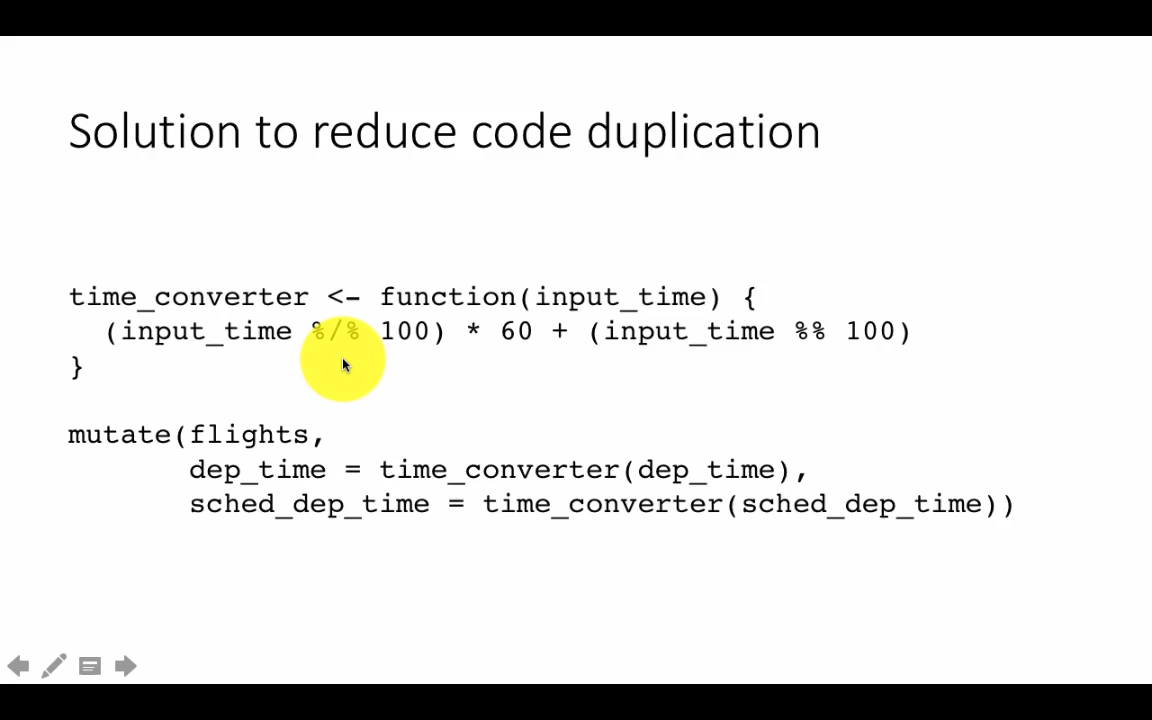 Solution to reduce code duplication
time_converter <- function(input_time) {
  (input_time %/% 100) * 60 + (input_time %% 100)
}
mutate(flights,
       dep_time = time_converter(dep_time),
       sched_dep_time = time_converter(sched_dep_time))